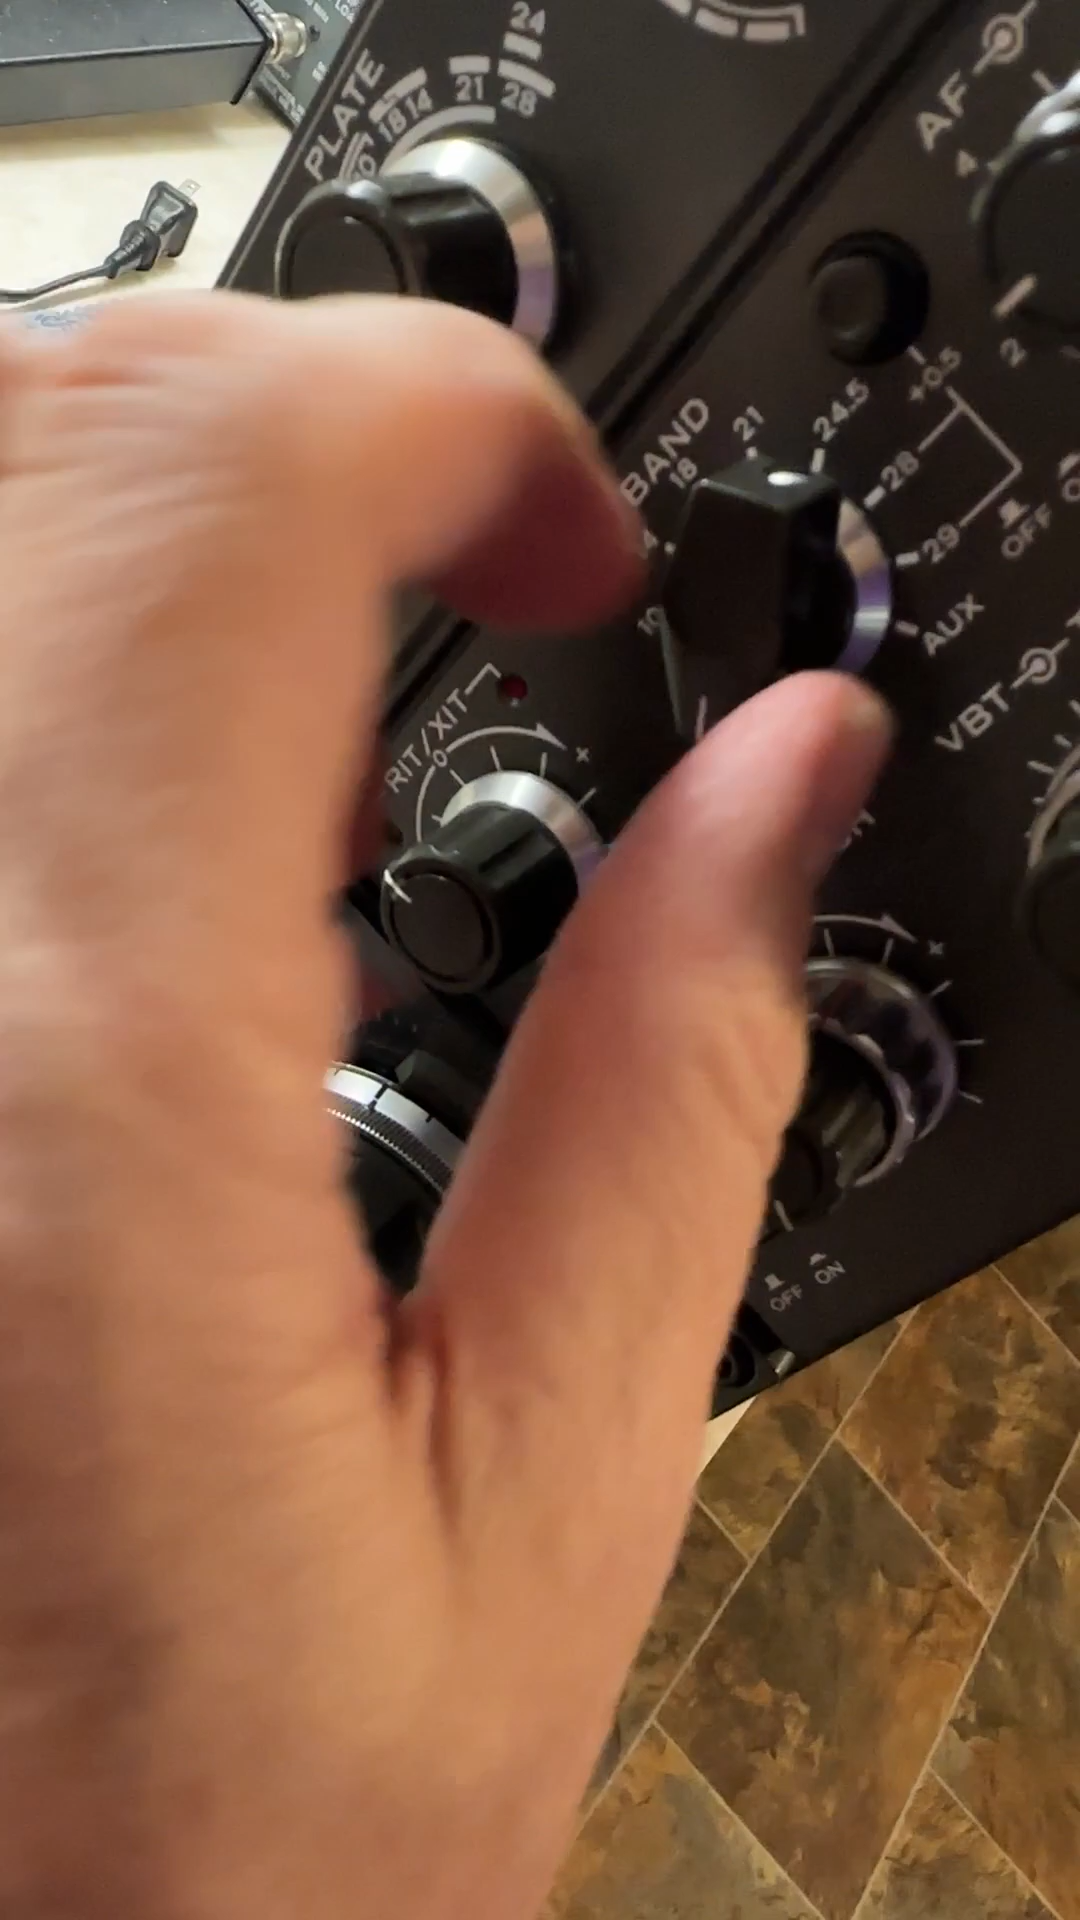 24
PLATE
18 14 21 28
AF
4
2
+0.5
BAND
18 21 24.5
28
OFF
29
10
AUX
VBT
RIT/XIT
0
+
+
OFF ON